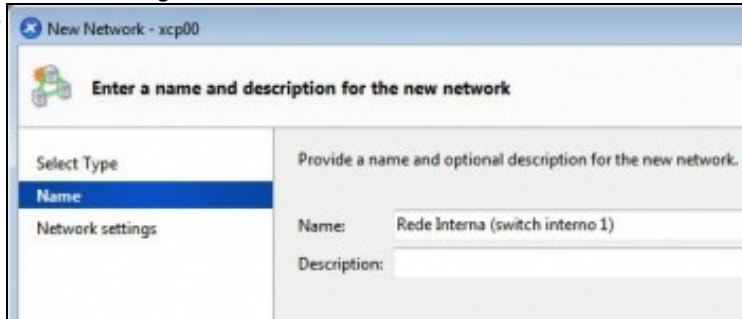 New Network - xcp00
Enter a name and description for the new network
Select Type
Provide a name and optional description for the new network.
Name
Network settings
Name: Rede Interna (switch interno 1)
Description: